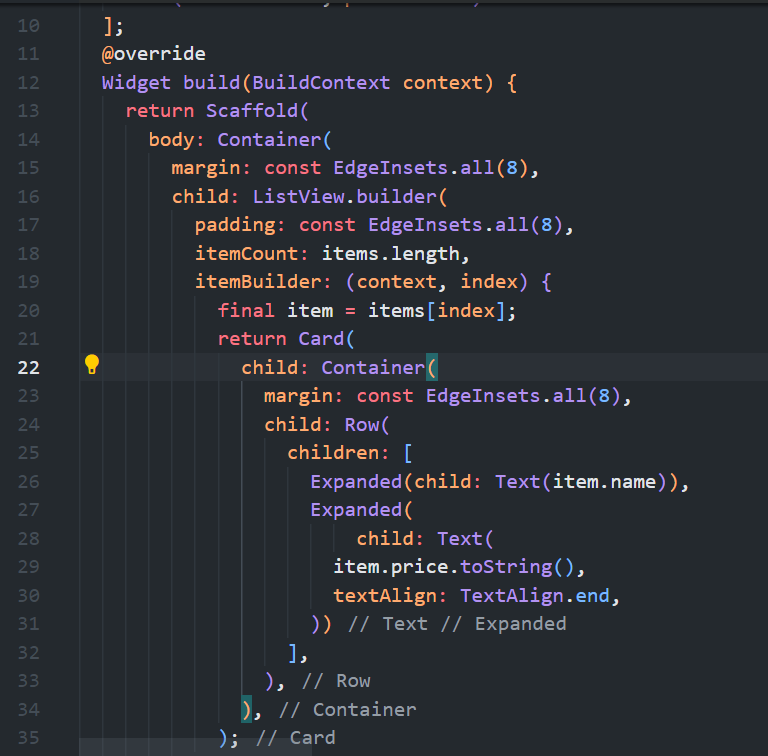 10 ];
11 @override
12 Widget build(BuildContext context) {
13 return Scaffold(
14 body: Container(
15 margin: const EdgeInsets.all(8),
16 child: ListView.builder(
17 padding: const EdgeInsets.all(8),
18 itemCount: items.length,
19 itemBuilder: (context, index) {
20 final item = items[index];
21 return Card(
22 child: Container(
23 margin: const EdgeInsets.all(8),
24 child: Row(
25 children: [
26 Expanded(child: Text(item.name)),
27 Expanded(
28 child: Text(
29 item.price.toString(),
30 textAlign: TextAlign.end,
31 )) // Text // Expanded
32 ],
33 ), // Row
34 ), // Container
35 ); // Card